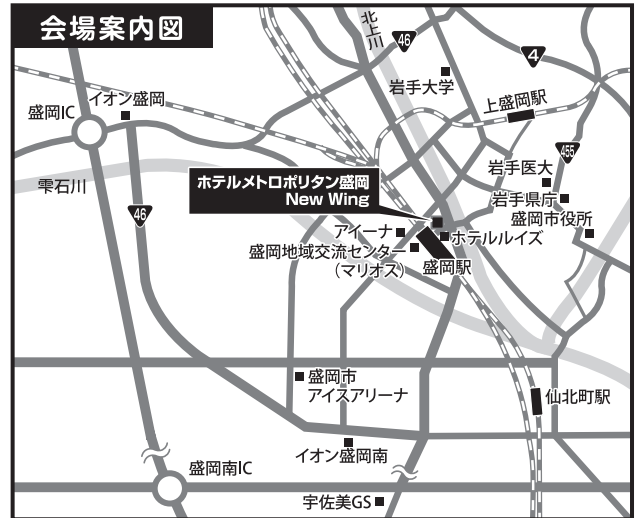 会場案内図
北上川
46
4
岩手大学
上盛岡駅
イオン盛岡
盛岡IC
455
岩手医大
雫石川
ホテルメトロポリタン盛岡
New Wing
岩手県庁
46
盛岡市役所
アイーナ
ホテルルイズ
盛岡地域交流センター
(マリオス)
盛岡駅
盛岡市
アイスアリーナ
仙北町駅
イオン盛岡南
盛岡南IC
宇佐美GS